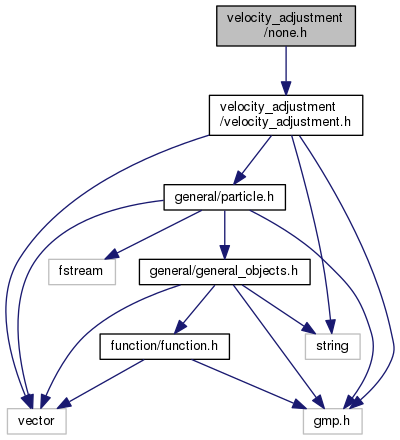 velocity_adjustment
/none.h
velocity_adjustment
/velocity_adjustment.h
general/particle.h
fstream
general/general_objects.h
function/function.h
string
vector
gmp.h